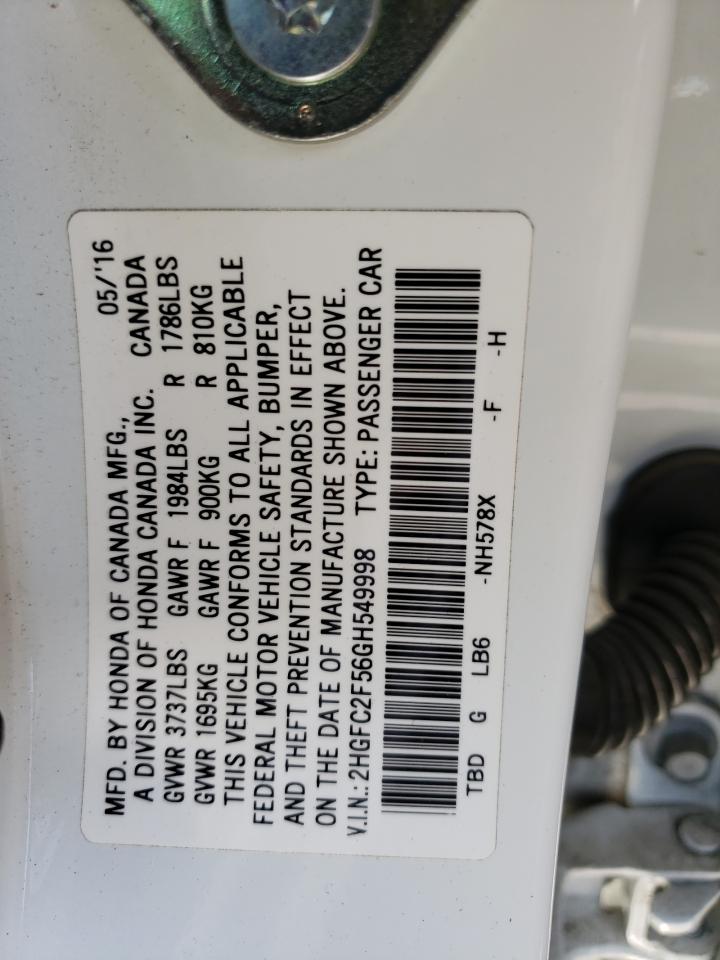 MFD. BY HONDA OF CANADA MFG., 05/'16
A DIVISION OF HONDA CANADA INC. CANADA
GVWR 3737LBS GAWR F 1984LBS R 1786LBS
GVWR 1695KG GAWR F 900KG R 810KG
THIS VEHICLE CONFORMS TO ALL APPLICABLE
FEDERAL MOTOR VEHICLE SAFETY, BUMPER,
AND THEFT PREVENTION STANDARDS IN EFFECT
ON THE DATE OF MANUFACTURE SHOWN ABOVE.
V.I.N.: 2HGFC2F56GH549998 TYPE: PASSENGER CAR
TBD G LB6 -NH578X -F -H